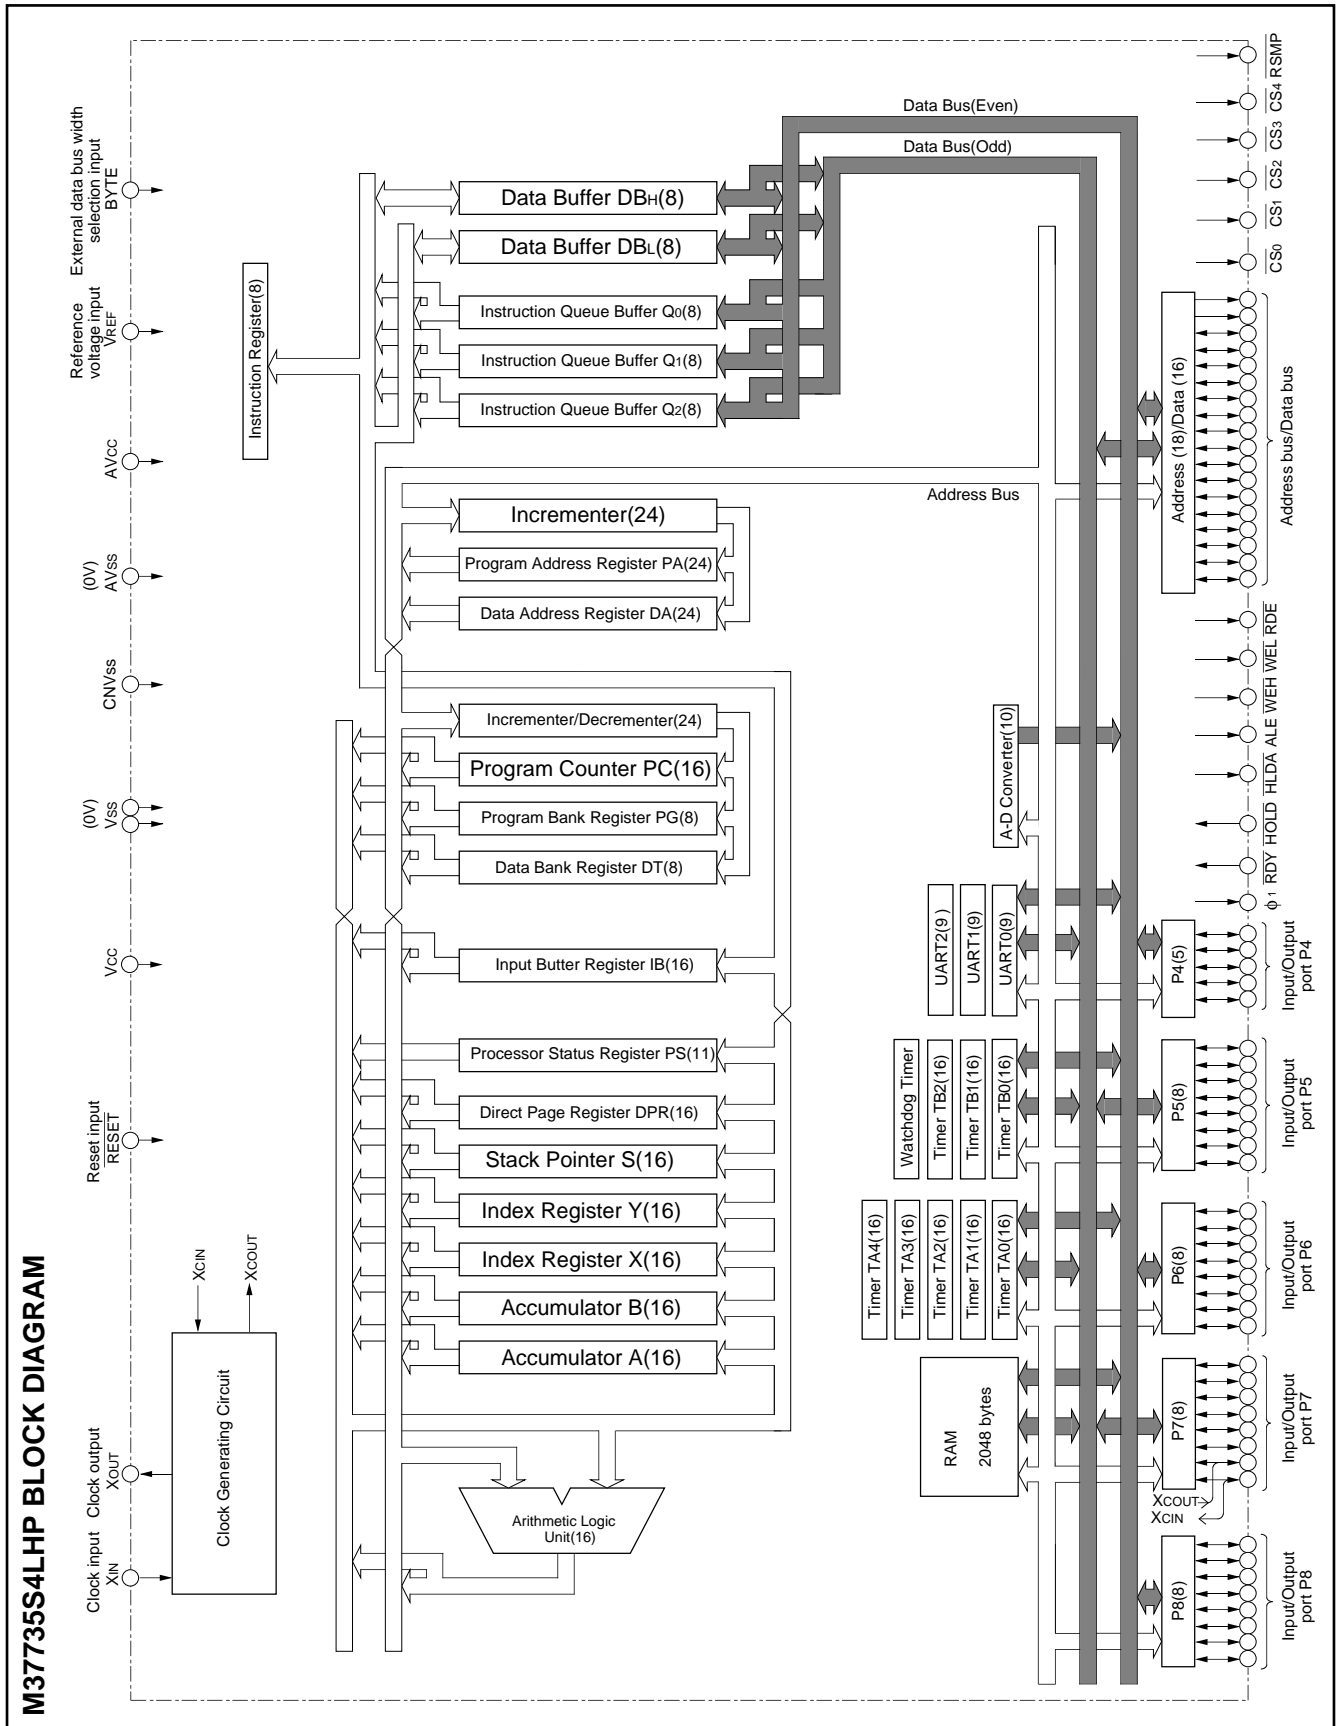 M37735S4LHP BLOCK DIAGRAM
Clock input
XIN
Clock output
XOUT
Reset input
RESET
VCC
(0V)
VSS
CNVSS
(0V)
AVSS
AVCC
Reference
voltage input
VREF
External data bus width
selection input
BYTE
Clock Generating Circuit
XCIN
XCOUT
Instruction Register(8)
Data Buffer DBH(8)
Data Buffer DBL(8)
Instruction Queue Buffer Q0(8)
Instruction Queue Buffer Q1(8)
Instruction Queue Buffer Q2(8)
Incrementer(24)
Program Address Register PA(24)
Data Address Register DA(24)
Incrementer/Decrementer(24)
Program Counter PC(16)
Program Bank Register PG(8)
Data Bank Register DT(8)
Input Butter Register IB(16)
Processor Status Register PS(11)
Direct Page Register DPR(16)
Stack Pointer S(16)
Index Register Y(16)
Index Register X(16)
Accumulator B(16)
Accumulator A(16)
Arithmetic Logic
Unit(16)
Data Bus(Even)
Data Bus(Odd)
Address Bus
A-D Converter(10)
UART2(9 )
UART1(9)
UART0(9)
Watchdog Timer
Timer TB2(16)
Timer TB1(16)
Timer TB0(16)
Timer TA4(16)
Timer TA3(16)
Timer TA2(16)
Timer TA1(16)
Timer TA0(16)
RAM
2048 bytes
Address (18)/Data (16)
P4(5)
P5(8)
P6(8)
P7(8)
P8(8)
XCOUT
XCIN
RSMP
CS4
CS3
CS2
CS1
CS0
Address bus/Data bus
RDE
WEL
WEH
ALE
HLDA
HOLD
RDY
ϕ 1
Input/Output
port P4
Input/Output
port P5
Input/Output
port P6
Input/Output
port P7
Input/Output
port P8